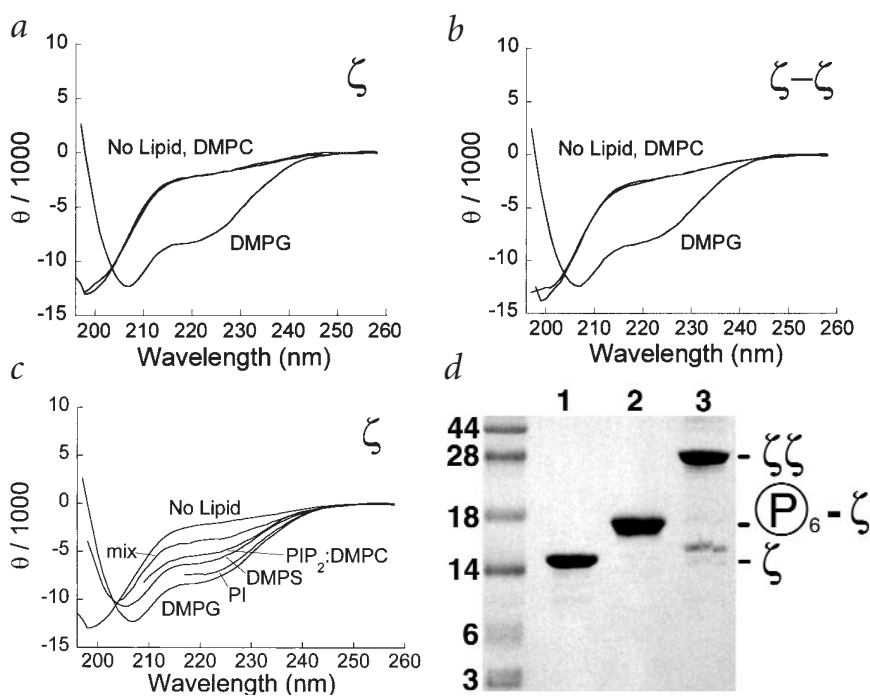 a
ζ
10
5
0
-5
-10
-15
θ / 1000
No Lipid, DMPC
DMPG
200 210 220 230 240 250 260
Wavelength (nm)
b
ζ–ζ
10
5
0
-5
-10
-15
θ / 1000
No Lipid, DMPC
DMPG
200 210 220 230 240 250 260
Wavelength (nm)
c
ζ
10
5
0
-5
-10
-15
θ / 1000
No Lipid
mix
PIP2:DMPC
DMPS
PI
DMPG
200 210 220 230 240 250 260
Wavelength (nm)
d
1 2 3
44
28
18
14
6
3
- ζζ
- P6 - ζ
- ζ